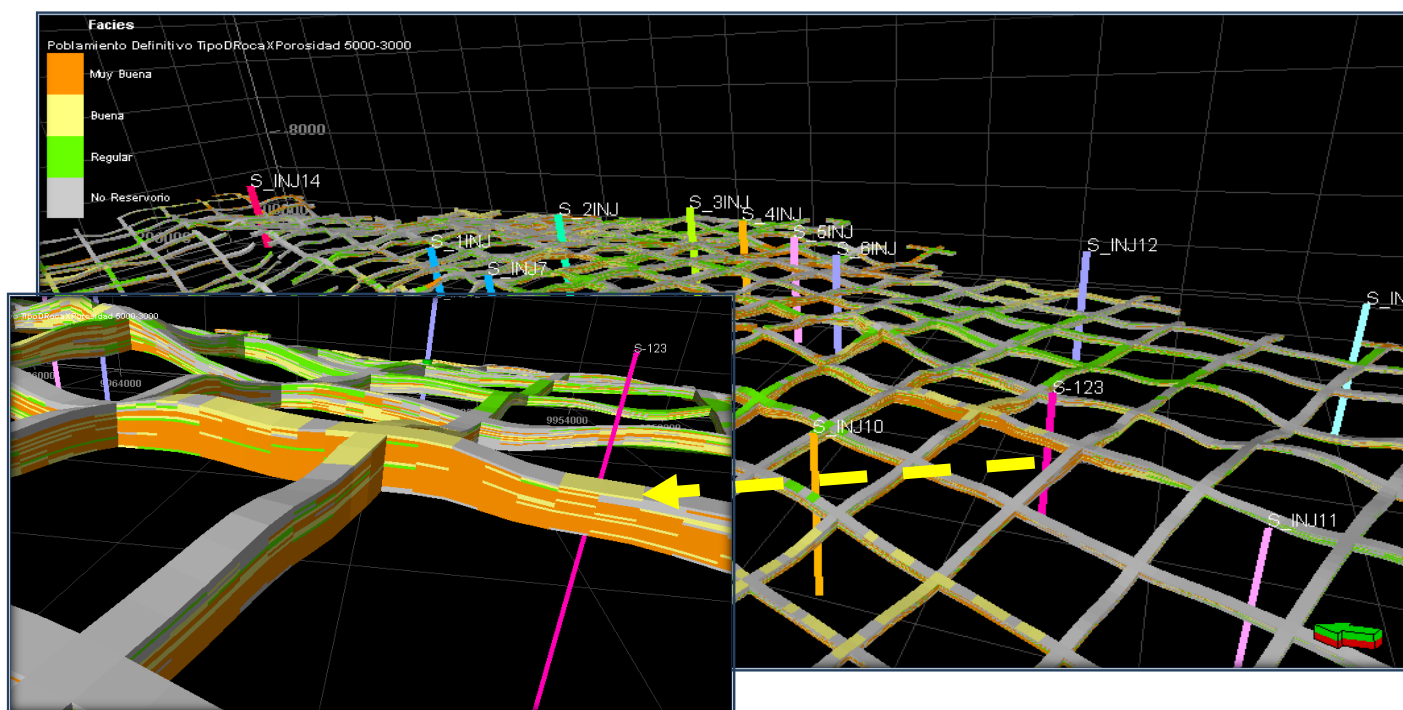 Facies
Poblamiento Definitivo TipoDRocaXPorosidad 5000-3000
Muy Buena
Buena
Regular
No Reservorio
-8000
S_INJ14
S_2INJ
S_3INJ
S_4INJ
S_5INJ
S_6INJ
S_1INJ
S_INJ7
S_INJ12
S_IN
S-123
S_INJ10
S_INJ11
TipoDRocaXPorosidad 5000-3000
S-123
9964000
9954000